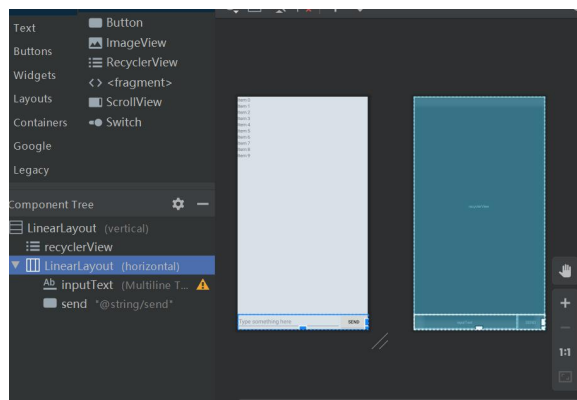 Text
Buttons
Widgets
Layouts
Containers
Google
Legacy
Button
ImageView
RecyclerView
<fragment>
ScrollView
Switch
Component Tree
LinearLayout (vertical)
recyclerView
LinearLayout (horizontal)
Ab inputText (Multiline T...
send "@string/send"
Item 0
Item 1
Item 2
Item 3
Item 4
Item 5
Item 6
Item 7
Item 8
Item 9
Type something here
SEND
1:1